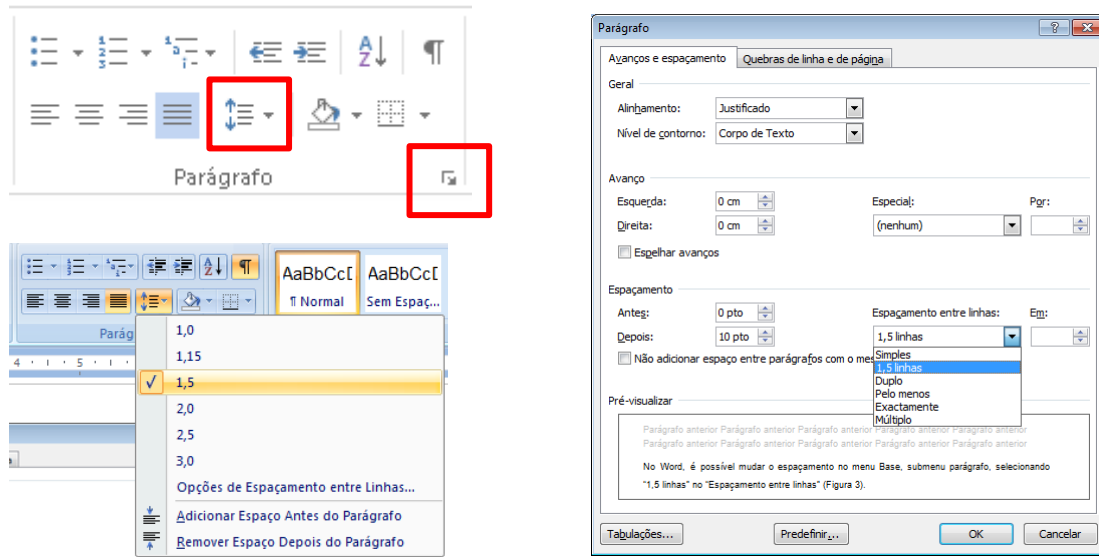 Parágrafo
AaBbCcI AaBbCcI
¶ Normal Sem Espaç...
Parág
4 5
1,0
1,15
1,5
2,0
2,5
3,0
Opções de Espaçamento entre Linhas...
Adicionar Espaço Antes do Parágrafo
Remover Espaço Depois do Parágrafo
Parágrafo
Avanços e espaçamento Quebras de linha e de página
Geral
Alinhamento: Justificado
Nível de contorno: Corpo de Texto
Avanço
Esquerda: 0 cm Especial: Por:
Direita: 0 cm (nenhum)
Espelhar avanços
Espaçamento
Antes: 0 pto Espaçamento entre linhas: Em:
Depois: 10 pto 1,5 linhas
Não adicionar espaço entre parágrafos com o mes
Simples
1,5 linhas
Duplo
Pelo menos
Exactamente
Múltiplo
Pré-visualizar
Parágrafo anterior Parágrafo anterior Parágrafo anterior Parágrafo anterior Parágrafo anterior
Parágrafo anterior Parágrafo anterior Parágrafo anterior Parágrafo anterior Parágrafo anterior
No Word, é possível mudar o espaçamento no menu Base, submenu parágrafo, selecionando
"1,5 linhas" no "Espaçamento entre linhas" (Figura 3).
Tabulações... Predefinir... OK Cancelar